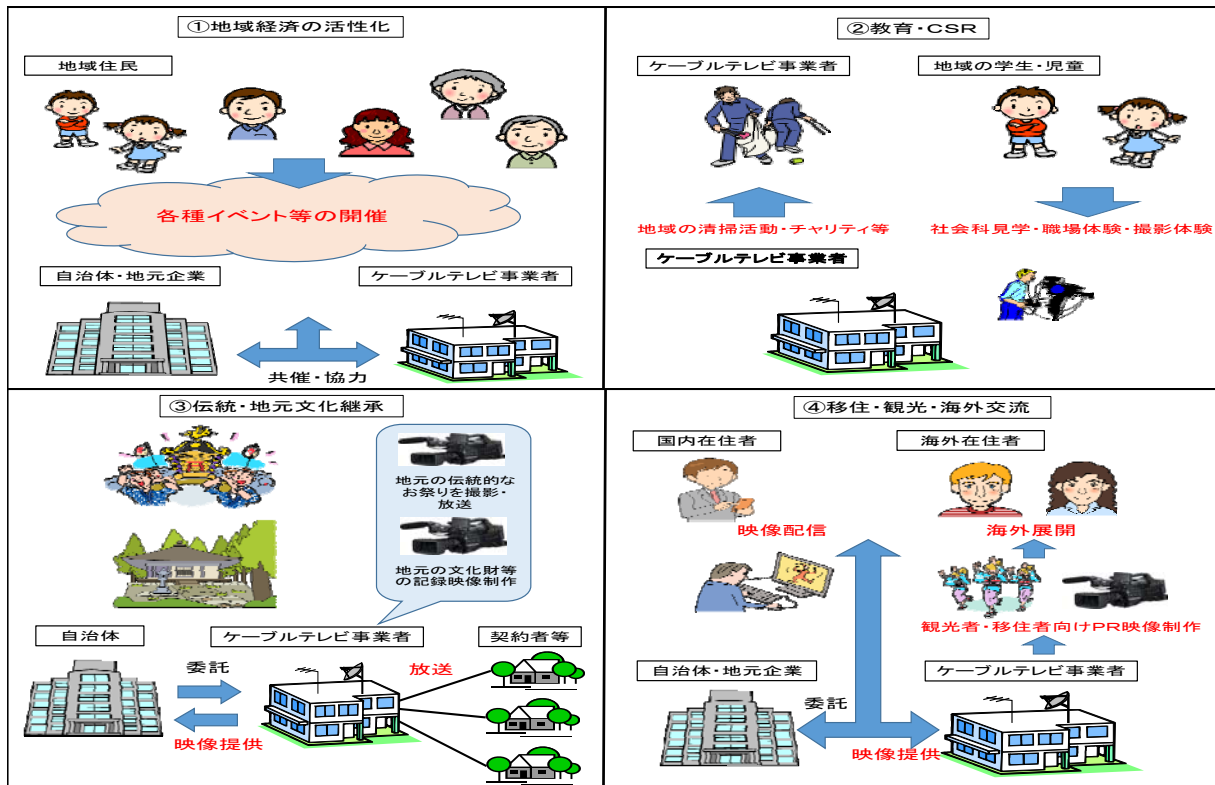 ①地域経済の活性化
地域住民
各種イベント等の開催
自治体・地元企業
ケーブルテレビ事業者
共催・協力
②教育・CSR
ケーブルテレビ事業者
地域の学生・児童
地域の清掃活動・チャリティ等
社会科見学・職場体験・撮影体験
ケーブルテレビ事業者
③伝統・地元文化継承
地元の伝統的な
お祭りを撮影・
放送
地元の文化財等
の記録映像制作
自治体
ケーブルテレビ事業者
契約者等
委託
放送
映像提供
④移住・観光・海外交流
国内在住者
海外在住者
映像配信
海外展開
観光者・移住者向けPR映像制作
自治体・地元企業
ケーブルテレビ事業者
委託
映像提供